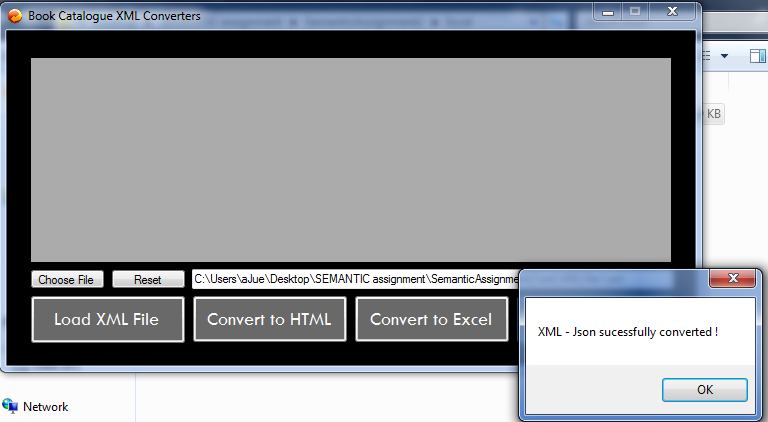 Book Catalogue XML Converters
KB
Choose File
Reset
C:\Users\aJue\Desktop\SEMANTIC assignment\SemanticAssignme
Load XML File
Convert to HTML
Convert to Excel
XML - Json sucessfully converted !
OK
Network